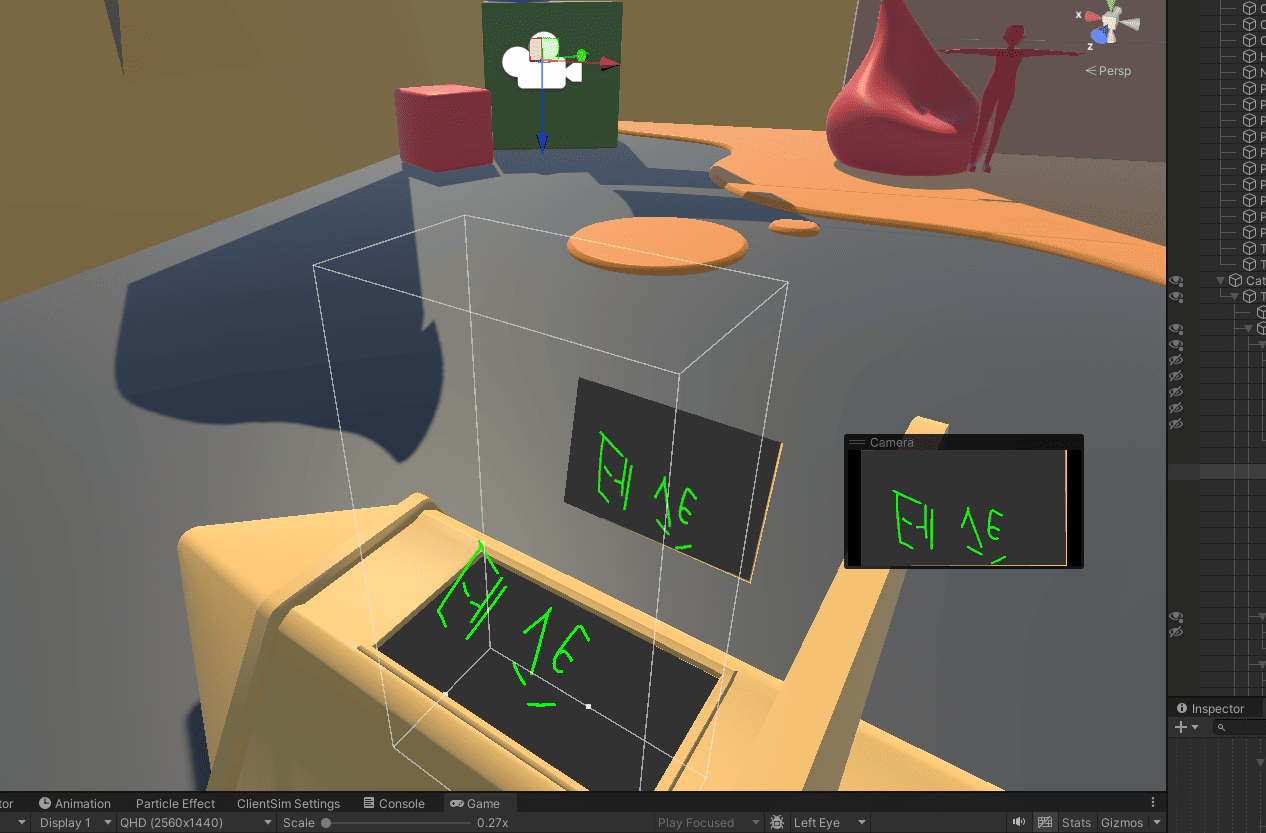 x
z
Persp
Camera
Inspector
Animation
Particle Effect
ClientSim Settings
Console
Game
Display 1
QHD (2560x1440)
Scale
0.27x
Play Focused
Left Eye
Stats
Gizmos